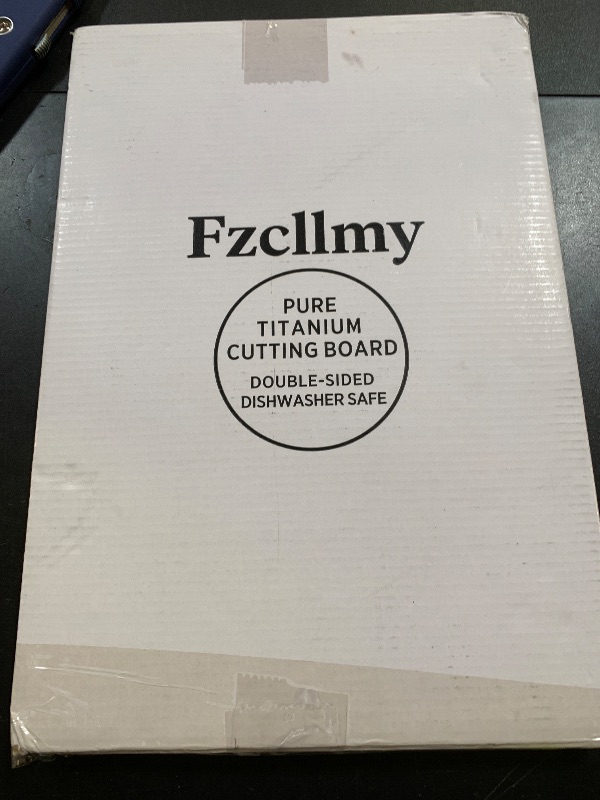 Fzcllmy
PURE
TITANIUM
CUTTING BOARD
DOUBLE-SIDED
DISHWASHER SAFE